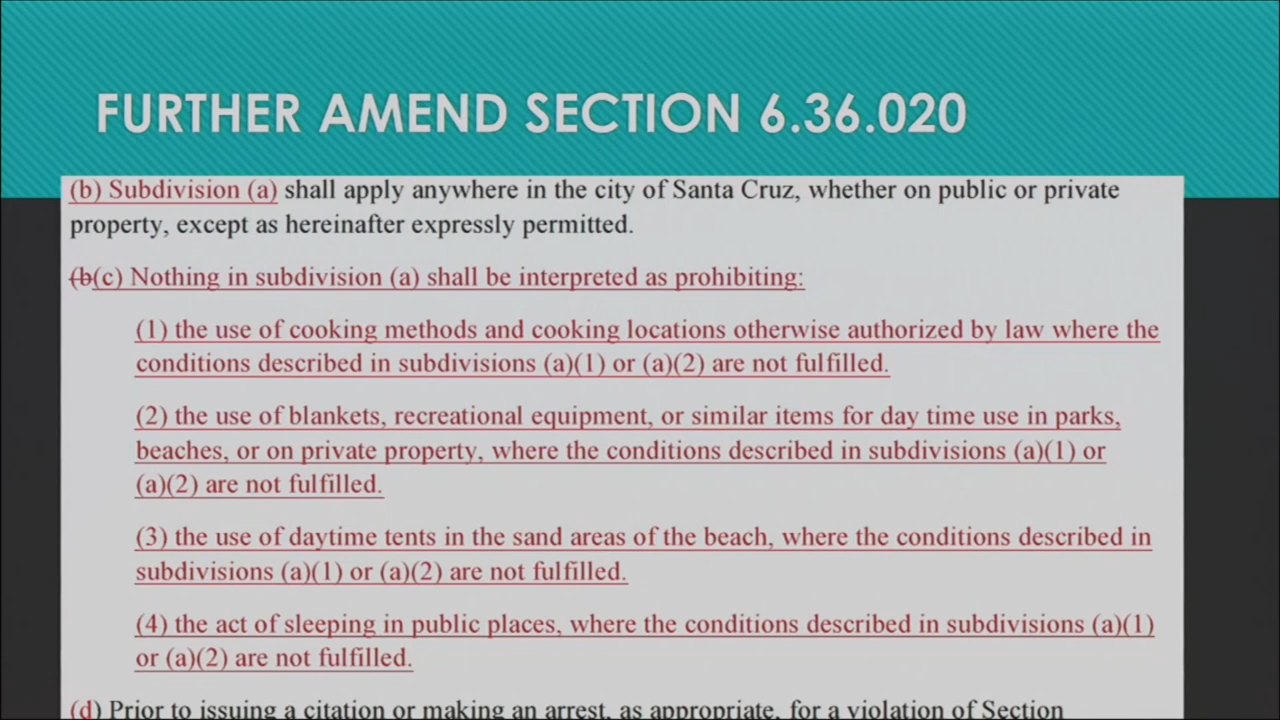 FURTHER AMEND SECTION 6.36.020
(b) Subdivision (a) shall apply anywhere in the city of Santa Cruz, whether on public or private
property, except as hereinafter expressly permitted.
(b(c) Nothing in subdivision (a) shall be interpreted as prohibiting:
(1) the use of cooking methods and cooking locations otherwise authorized by law where the
conditions described in subdivisions (a)(1) or (a)(2) are not fulfilled.
(2) the use of blankets, recreational equipment, or similar items for day time use in parks,
beaches, or on private property, where the conditions described in subdivisions (a)(1) or
(a)(2) are not fulfilled.
(3) the use of daytime tents in the sand areas of the beach, where the conditions described in
subdivisions (a)(1) or (a)(2) are not fulfilled.
(4) the act of sleeping in public places, where the conditions described in subdivisions (a)(1)
or (a)(2) are not fulfilled.
(d) Prior to issuing a citation or making an arrest, as appropriate, for a violation of Section